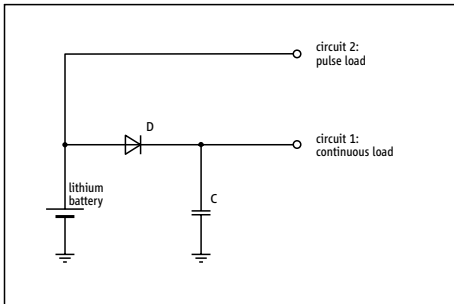 circuit 2:
pulse load
D
circuit 1:
continuous load
lithium
battery
C